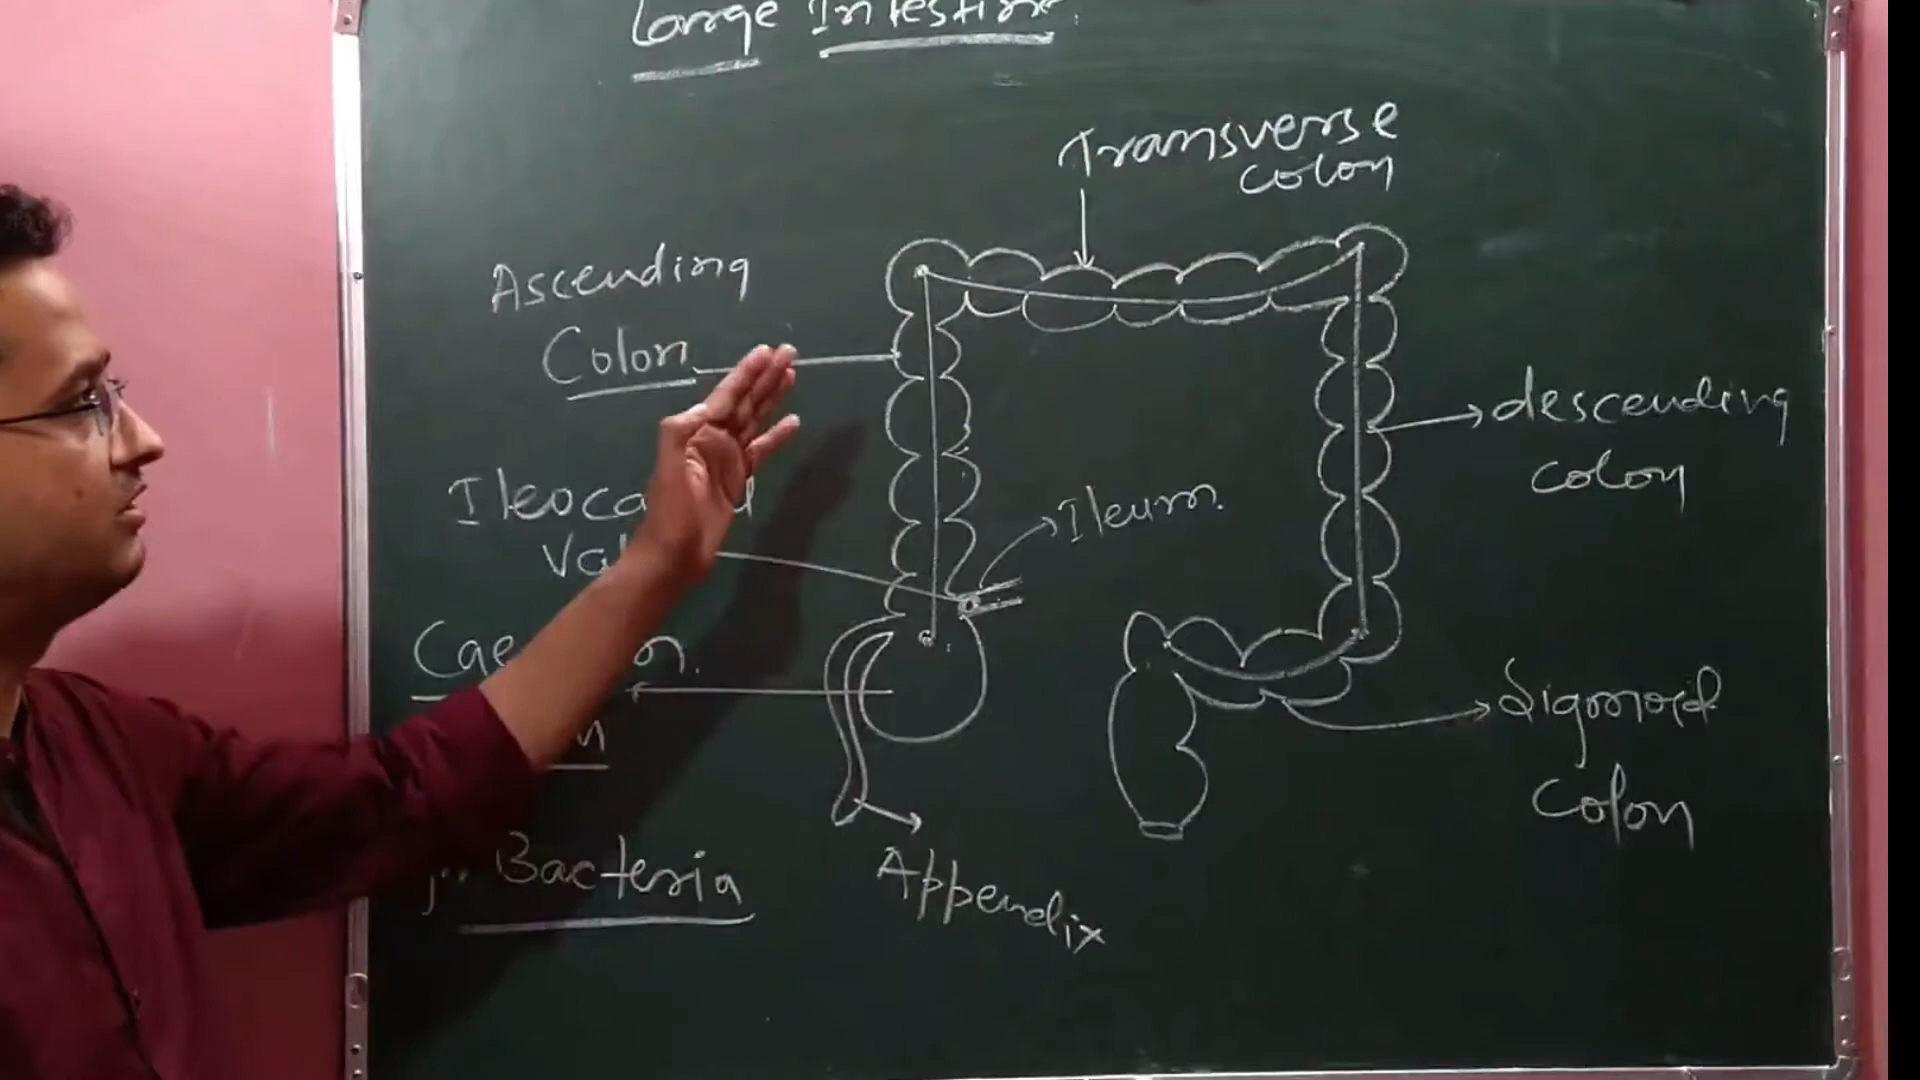 Large Intestine
Transverse
colon
Ascending
Colon
descending
colon
Ileum.
Sigmoid
colon
Bacteria
Appendix